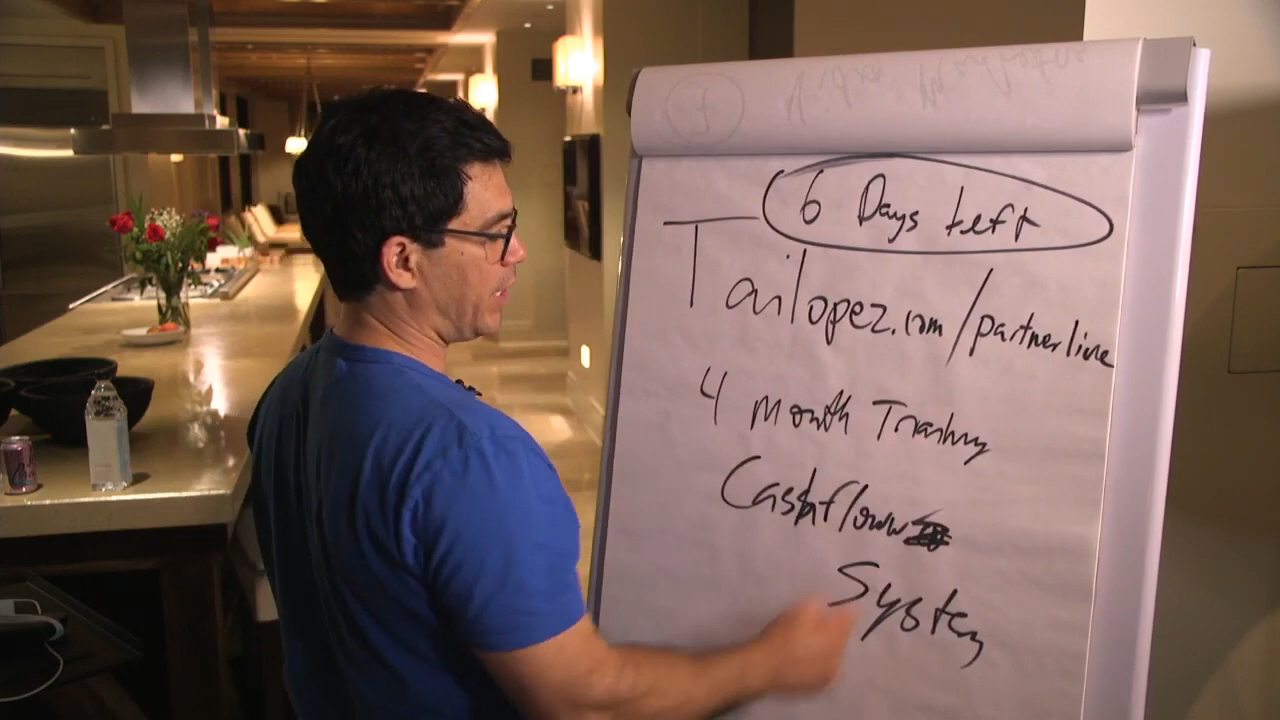 6 Days Left
Tailopez.com/partnerline
4 Month Training
Cashflow
System